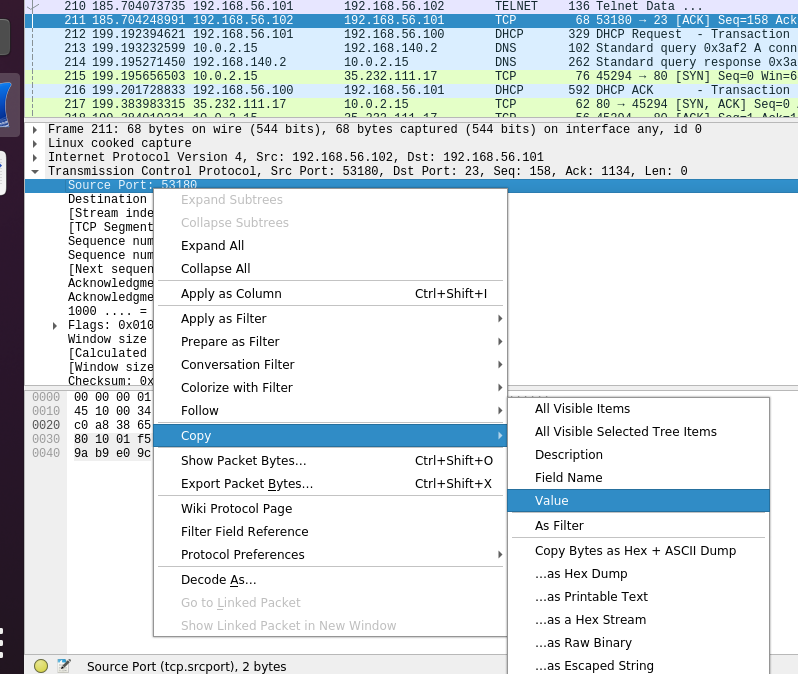 210 185.704073735 192.168.56.101 192.168.56.102 TELNET 136 Telnet Data ...
211 185.704248991 192.168.56.102 192.168.56.101 TCP 68 53180 → 23 [ACK] Seq=158 Ack
212 199.192394621 192.168.56.101 192.168.56.100 DHCP 329 DHCP Request - Transaction
213 199.193232599 10.0.2.15 192.168.140.2 DNS 102 Standard query 0x3af2 A conn
214 199.195271450 192.168.140.2 10.0.2.15 DNS 262 Standard query response 0x3a
215 199.195656503 10.0.2.15 35.232.111.17 TCP 76 45294 → 80 [SYN] Seq=0 Win=6
216 199.201728833 192.168.56.100 192.168.56.101 DHCP 592 DHCP ACK - Transaction
217 199.383983315 35.232.111.17 10.0.2.15 TCP 62 80 → 45294 [SYN, ACK] Seq=0
Frame 211: 68 bytes on wire (544 bits), 68 bytes captured (544 bits) on interface any, id 0
Linux cooked capture
Internet Protocol Version 4, Src: 192.168.56.102, Dst: 192.168.56.101
Transmission Control Protocol, Src Port: 53180, Dst Port: 23, Seq: 158, Ack: 1134, Len: 0
Source Port: 53180
Destination
[Stream inde
[TCP Segment
Sequence num
Sequence num
[Next sequen
Acknowledgme
Acknowledgme
1000 .... =
Flags: 0x010
Window size
[Calculated
[Window size
Checksum: 0x
0000 00 00 00 01
0010 45 10 00 34
0020 c0 a8 38 65
0030 80 10 01 f5
0040 9a b9 e0 9c
Expand Subtrees
Collapse Subtrees
Expand All
Collapse All
Apply as Column Ctrl+Shift+I
Apply as Filter
Prepare as Filter
Conversation Filter
Colorize with Filter
Follow
Copy
Show Packet Bytes... Ctrl+Shift+O
Export Packet Bytes... Ctrl+Shift+X
Wiki Protocol Page
Filter Field Reference
Protocol Preferences
Decode As...
Go to Linked Packet
Show Linked Packet in New Window
All Visible Items
All Visible Selected Tree Items
Description
Field Name
Value
As Filter
Copy Bytes as Hex + ASCII Dump
...as Hex Dump
...as Printable Text
...as a Hex Stream
...as Raw Binary
...as Escaped String
Source Port (tcp.srcport), 2 bytes